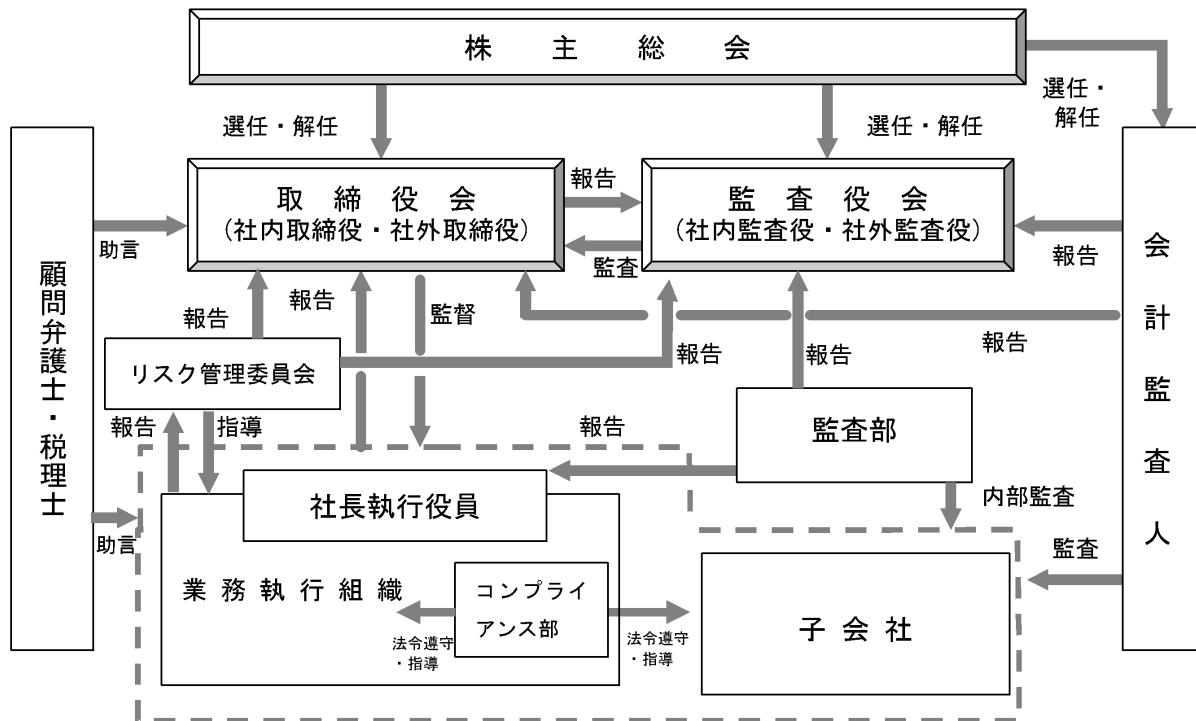 株主総会
選任・解任
選任・解任
選任・
解任
取締役会
(社内取締役・社外取締役)
報告
監査
監査役会
(社内監査役・社外監査役)
助言
報告
顧問弁護士・税理士
会計監査人
報告
報告
監督
報告
報告
報告
リスク管理委員会
報告
指導
報告
監査部
社長執行役員
内部監査
助言
監査
業務執行組織
コンプライ
アンス部
法令遵守
・指導
法令遵守
・指導
子会社